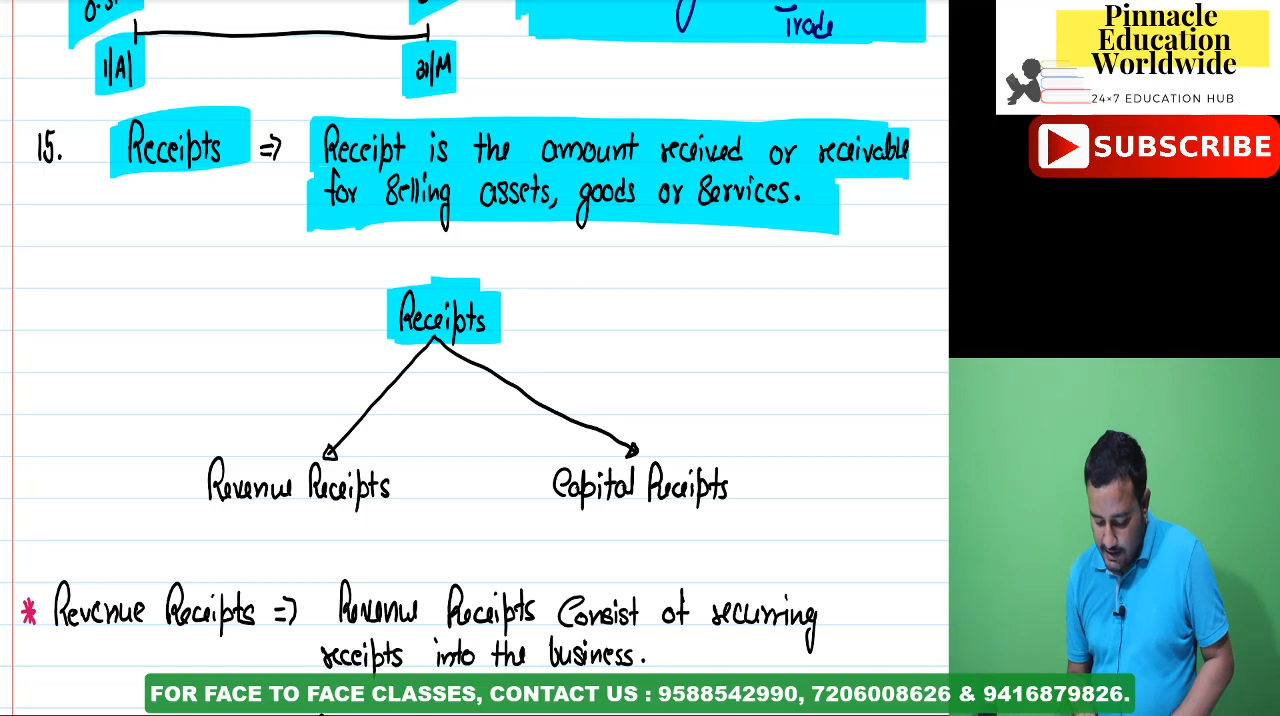 Trade
1/A/
31/M
Pinnacle
Education
Worldwide
24×7 EDUCATION HUB
SUBSCRIBE
15. Receipts => Receipt is the amount received or receivable
for selling assets, goods or services.
Receipts
Revenue Receipts
Capital Receipts
* Revenue Receipts => Revenue Receipts Consist of recurring
receipts into the business.
FOR FACE TO FACE CLASSES, CONTACT US : 9588542990, 7206008626 & 9416879826.